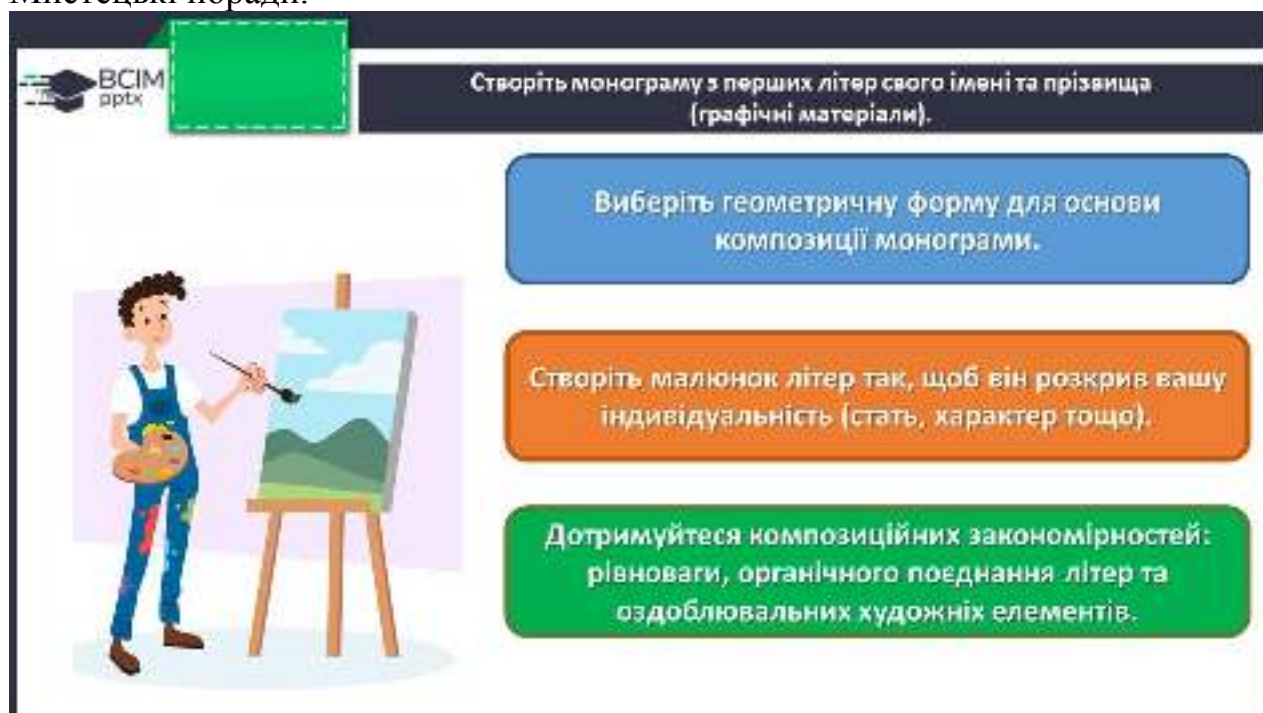 Мистецькі поради.
ВСІМ
pptx
Створіть монограму з перших літер свого імені та прізвища
(графічні матеріали).
Виберіть геометричну форму для основи
композиції монограми.
Створіть малюнок літер так, щоб він розкрив вашу
індивідуальність (стать, характер тощо).
Дотримуйтеся композиційних закономірностей:
рівноваги, органічного поєднання літер та
оздоблювальних художніх елементів.